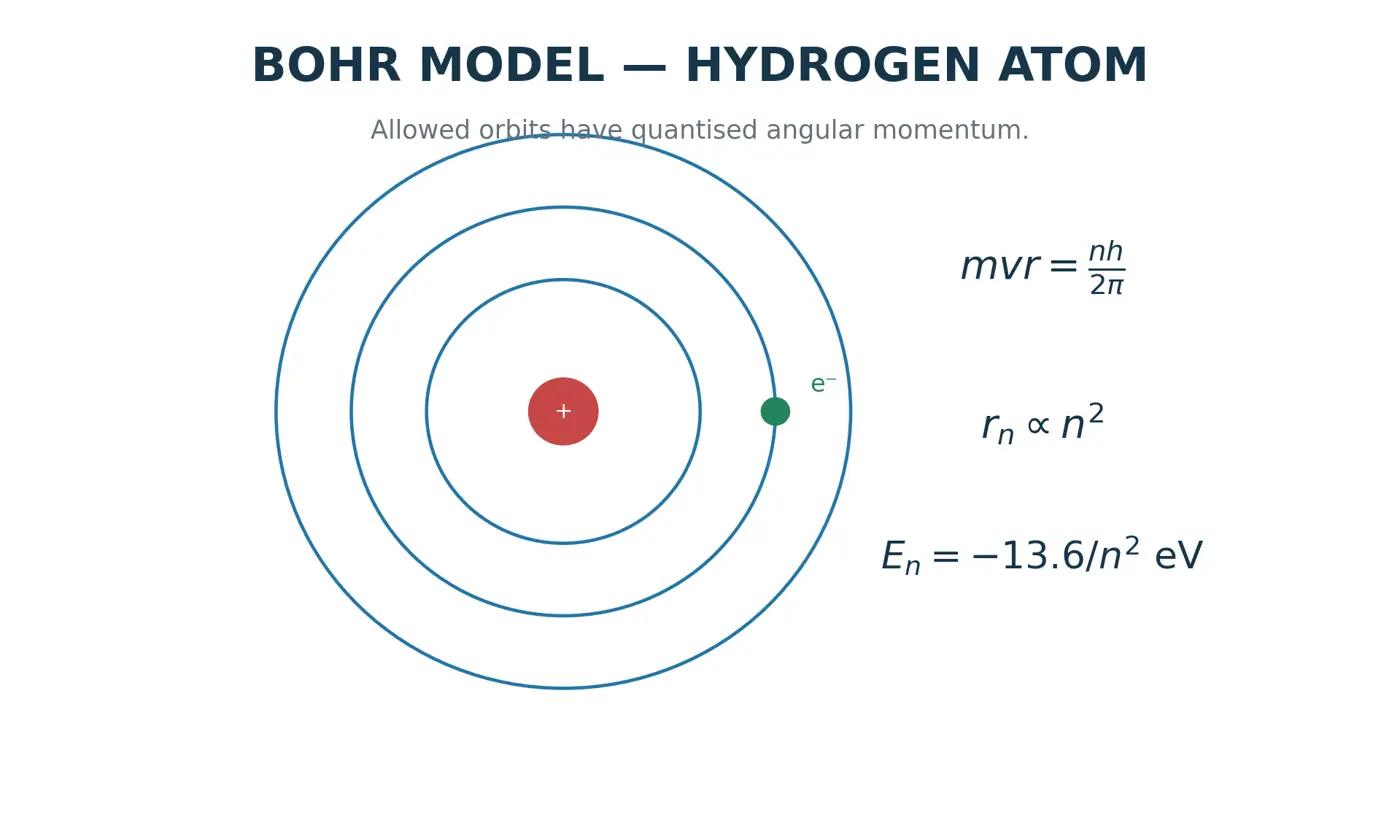 BOHR MODEL — HYDROGEN ATOM
Allowed orbits have quantised angular momentum.
mvr = nh/2π
e⁻
+
rₙ ∝ n²
Eₙ = −13.6/n² eV